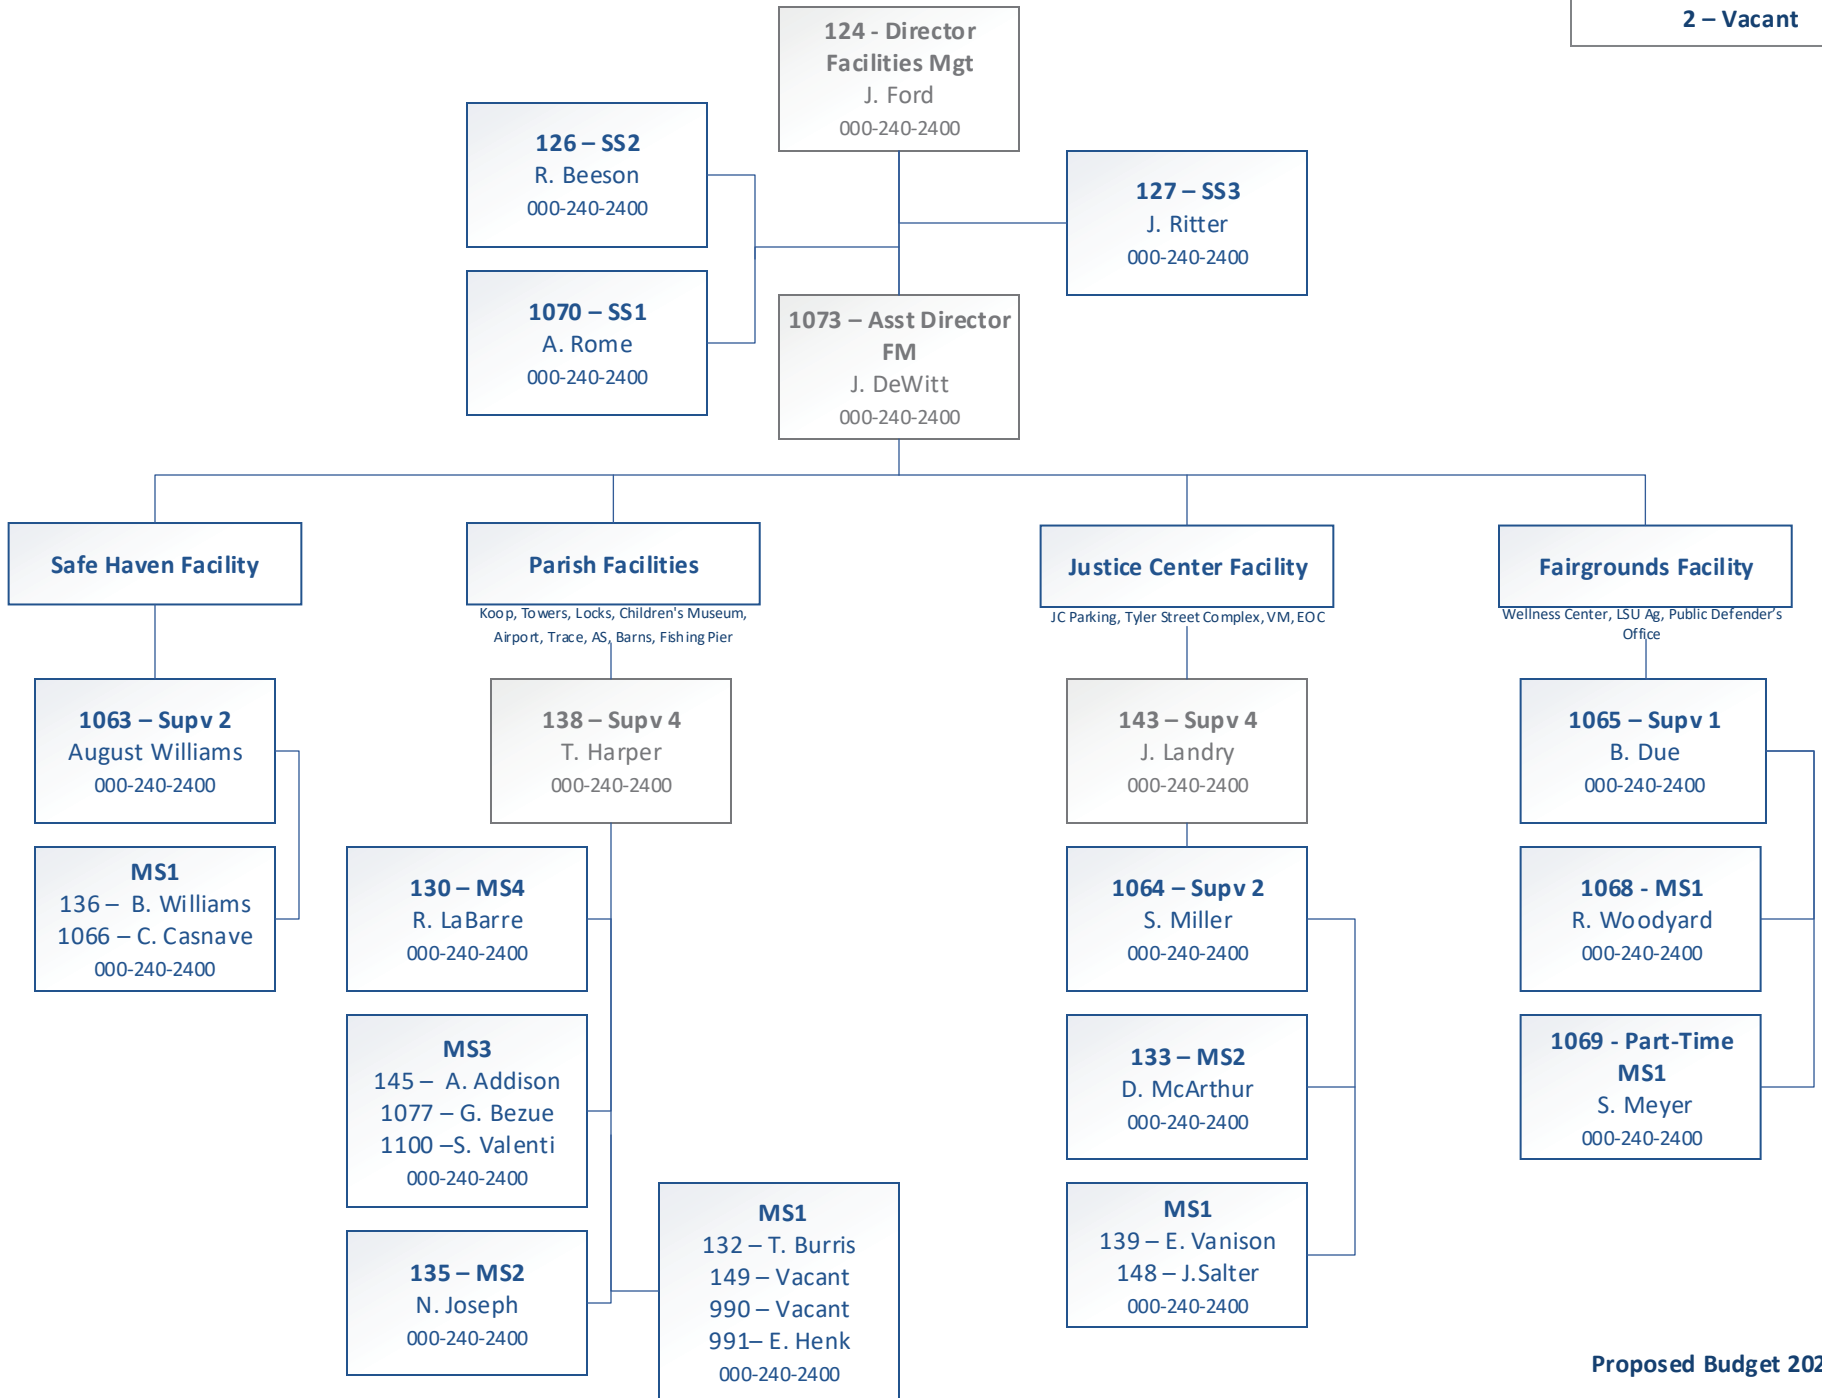 2 – Vacant
124 - Director
Facilities Mgt
J. Ford
000-240-2400
126 – SS2
R. Beeson
000-240-2400
127 – SS3
J. Ritter
000-240-2400
1070 – SS1
A. Rome
000-240-2400
1073 – Asst Director
FM
J. DeWitt
000-240-2400
Safe Haven Facility
Parish Facilities
Koop, Towers, Locks, Children's Museum,
Airport, Trace, AS, Barns, Fishing Pier
Justice Center Facility
JC Parking, Tyler Street Complex, VM, EOC
Fairgrounds Facility
Wellness Center, LSU Ag, Public Defender's
Office
1063 – Supv 2
August Williams
000-240-2400
MS1
136 – B. Williams
1066 – C. Casnave
000-240-2400
138 – Supv 4
T. Harper
000-240-2400
130 – MS4
R. LaBarre
000-240-2400
MS3
145 – A. Addison
1077 – G. Bezue
1100 –S. Valenti
000-240-2400
135 – MS2
N. Joseph
000-240-2400
MS1
132 – T. Burris
149 – Vacant
990 – Vacant
991– E. Henk
000-240-2400
143 – Supv 4
J. Landry
000-240-2400
1064 – Supv 2
S. Miller
000-240-2400
133 – MS2
D. McArthur
000-240-2400
MS1
139 – E. Vanison
148 – J.Salter
000-240-2400
1065 – Supv 1
B. Due
000-240-2400
1068 - MS1
R. Woodyard
000-240-2400
1069 - Part-Time
MS1
S. Meyer
000-240-2400
Proposed Budget 202